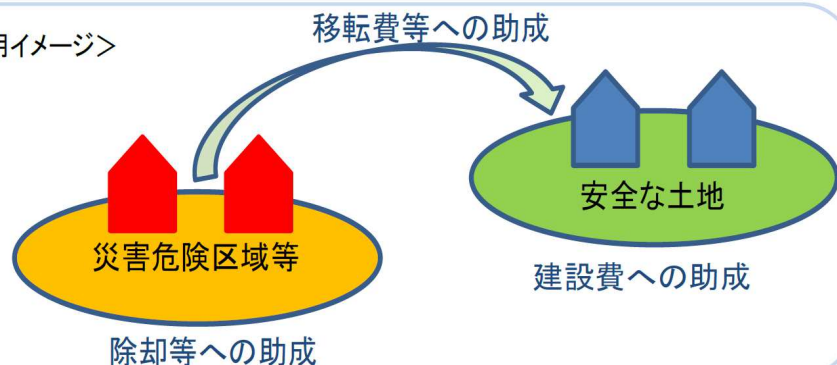 移転費等への助成
イメージ＞
安全な土地
災害危険区域等
建設費への助成
除却等への助成